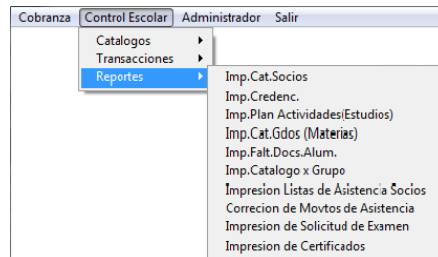 Cobranza Control Escolar Administrador Salir
Catalogos
Transacciones
Reportes
Imp.Cat.Socios
Imp.Credenc.
Imp.Plan Actividades(Estudios)
Imp.Cat.Gdos (Materias)
Imp.Falt.Docs.Alum.
Imp.Catalogo x Grupo
Impresion Listas de Asistencia Socios
Correcion de Movtos de Asistencia
Impresion de Solicitud de Examen
Impresion de Certificados